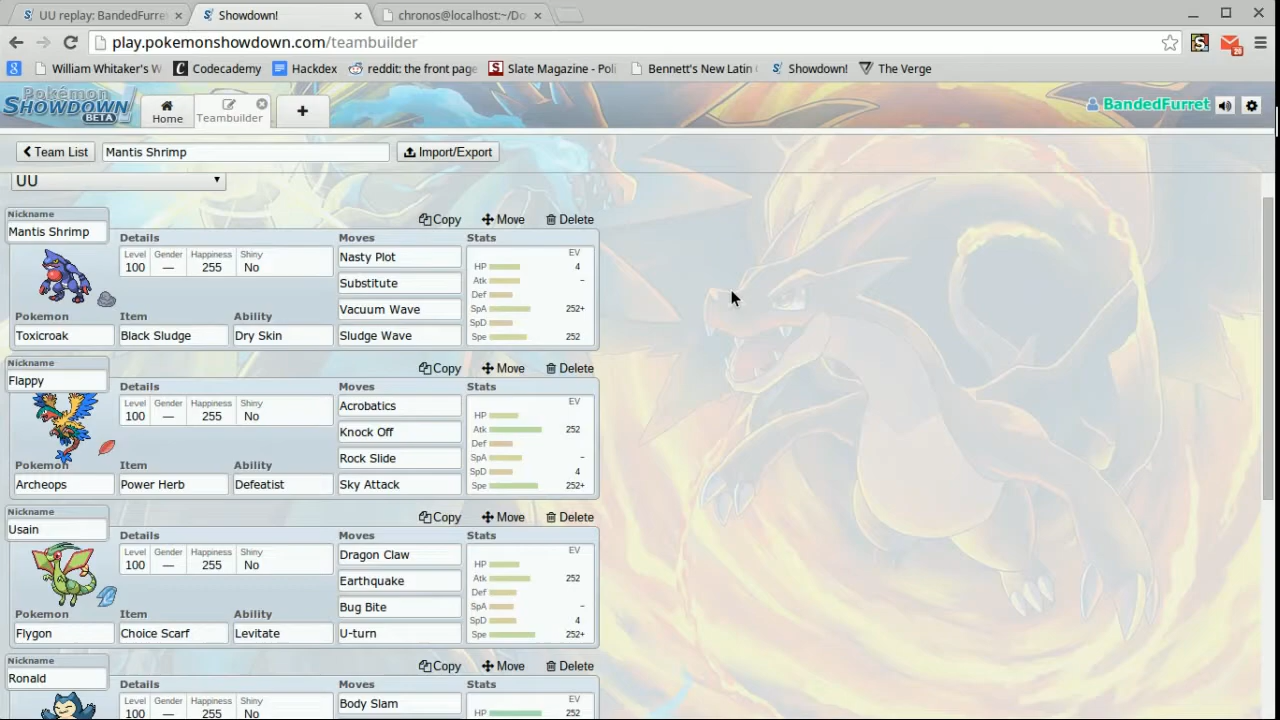 UU replay: BandedFurre
Showdown!
chronos@localhost:~/Do
play.pokemonshowdown.com/teambuilder
William Whitaker's W Codecademy Hackdex reddit: the front page Slate Magazine - Poli Bennett's New Latin Showdown! The Verge
Pokémon
SHOWDOWN
BETA
Home
Teambuilder
+
BandedFurret
Team List
Mantis Shrimp
Import/Export
UU
Nickname
Mantis Shrimp
Copy Move Delete
Details Moves Stats
Level Gender Happiness Shiny
100 — 255 No
Nasty Plot
Substitute
Vacuum Wave
Sludge Wave
EV
HP 4
Atk –
Def
SpA 252+
SpD
Spe 252
Pokemon Item Ability
Toxicroak Black Sludge Dry Skin
Nickname
Flappy
Copy Move Delete
Details Moves Stats
Level Gender Happiness Shiny
100 — 255 No
Acrobatics
Knock Off
Rock Slide
Sky Attack
EV
HP
Atk 252
Def
SpA –
SpD 4
Spe 252+
Pokemon Item Ability
Archeops Power Herb Defeatist
Nickname
Usain
Copy Move Delete
Details Moves Stats
Level Gender Happiness Shiny
100 — 255 No
Dragon Claw
Earthquake
Bug Bite
U-turn
EV
HP
Atk 252
Def
SpA –
SpD 4
Spe 252+
Pokemon Item Ability
Flygon Choice Scarf Levitate
Nickname
Ronald
Copy Move Delete
Details Moves Stats
Level Gender Happiness Shiny
100 — 255 No
Body Slam
EV
HP 252